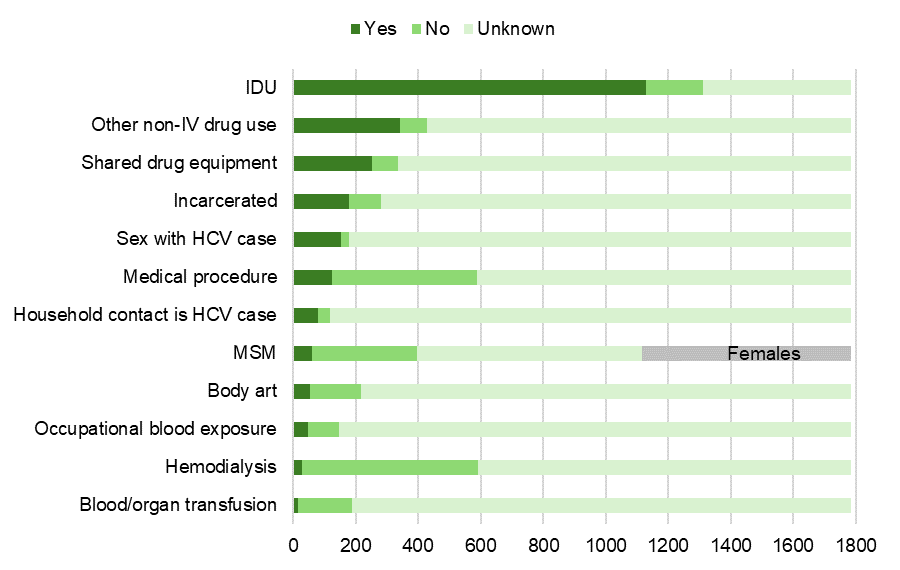 Yes No Unknown
IDU
Other non-IV drug use
Shared drug equipment
Incarcerated
Sex with HCV case
Medical procedure
Household contact is HCV case
MSM Females
Body art
Occupational blood exposure
Hemodialysis
Blood/organ transfusion
0 200 400 600 800 1000 1200 1400 1600 1800